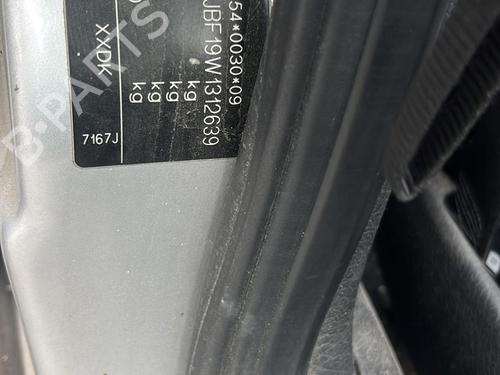 54*0030*09
JBF19W1312639
kg
kg
kg
kg
XXDK
7167J
B-PARTS